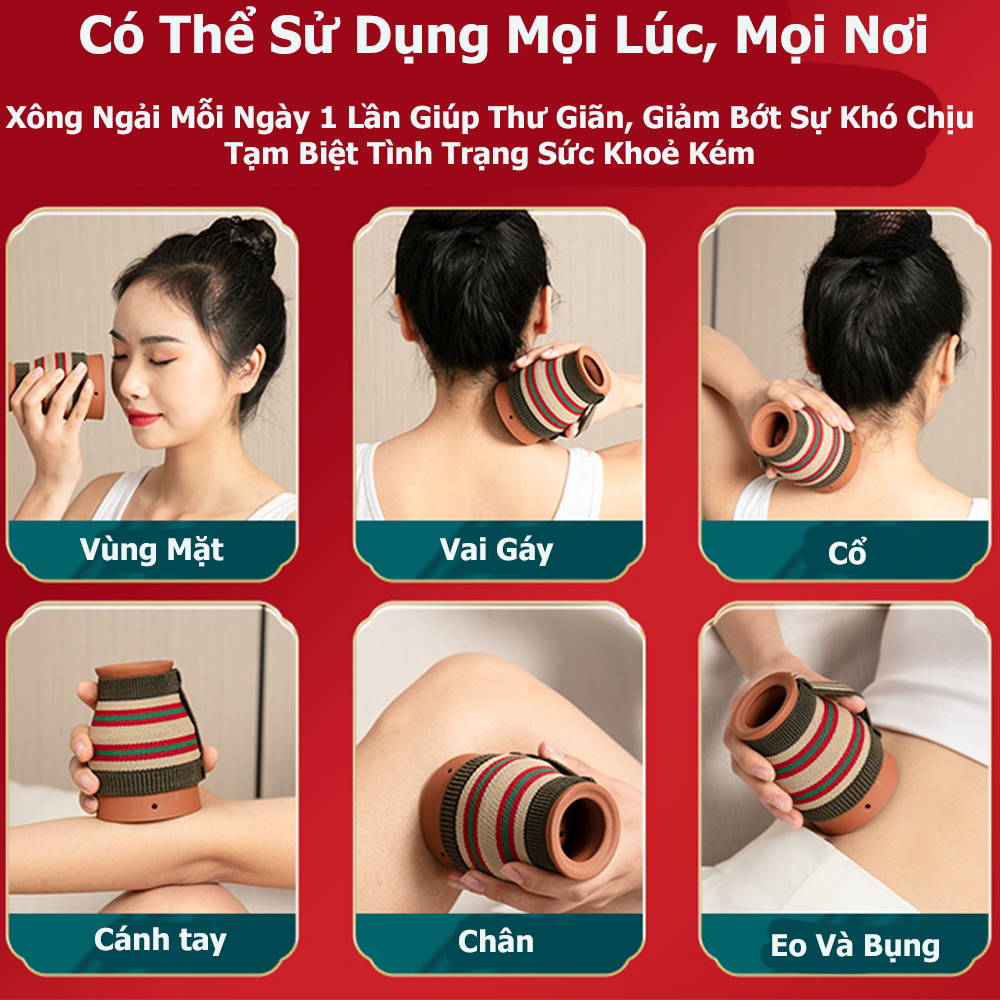 Có Thể Sử Dụng Mọi Lúc, Mọi Nơi
Xông Ngải Mỗi Ngày 1 Lần Giúp Thư Giãn, Giảm Bớt Sự Khó Chịu
Tạm Biệt Tình Trạng Sức Khoẻ Kém
Vùng Mặt
Vai Gáy
Cổ
Cánh tay
Chân
Eo Và Bụng